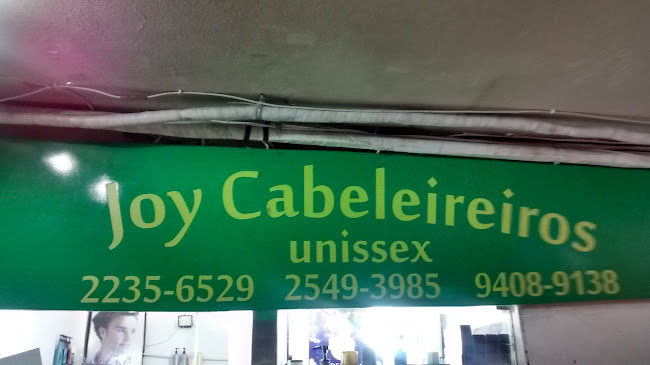 Joy Cabeleireiros
unissex
2235-6529 2549-3985 9408-9138